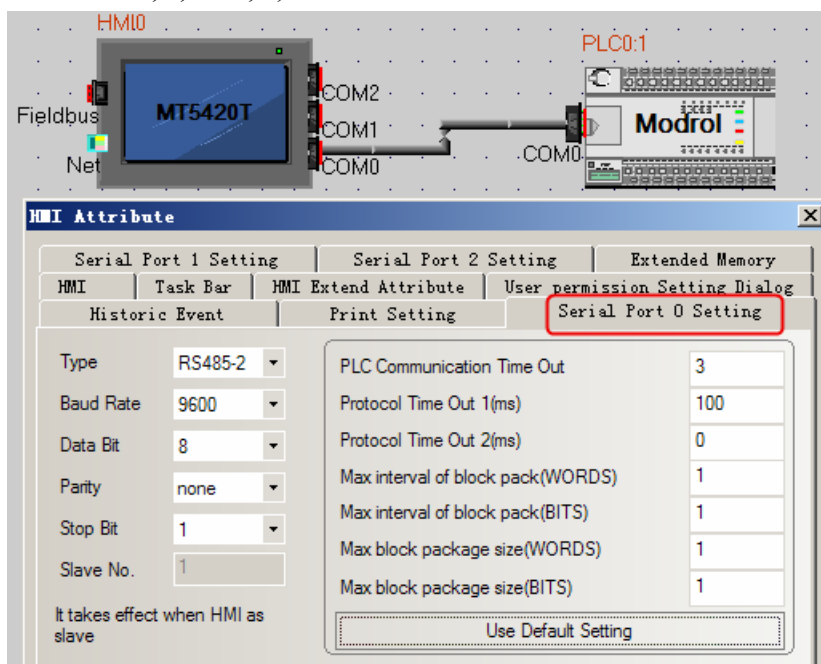 HMI0
PLC0:1
COM2
Fieldbus
MT5420T
COM1
Modrol
COM0
Net
COM0
HMI Attribute
Serial Port 1 Setting
Serial Port 2 Setting
Extended Memory
HMI
Task Bar
HMI Extend Attribute
User permission Setting Dialog
Historic Event
Print Setting
Serial Port 0 Setting
Type RS485-2
Baud Rate 9600
Data Bit 8
Parity none
Stop Bit 1
Slave No. 1
It takes effect when HMI as
slave
PLC Communication Time Out 3
Protocol Time Out 1(ms) 100
Protocol Time Out 2(ms) 0
Max interval of block pack(WORDS) 1
Max interval of block pack(BITS) 1
Max block package size(WORDS) 1
Max block package size(BITS) 1
Use Default Setting